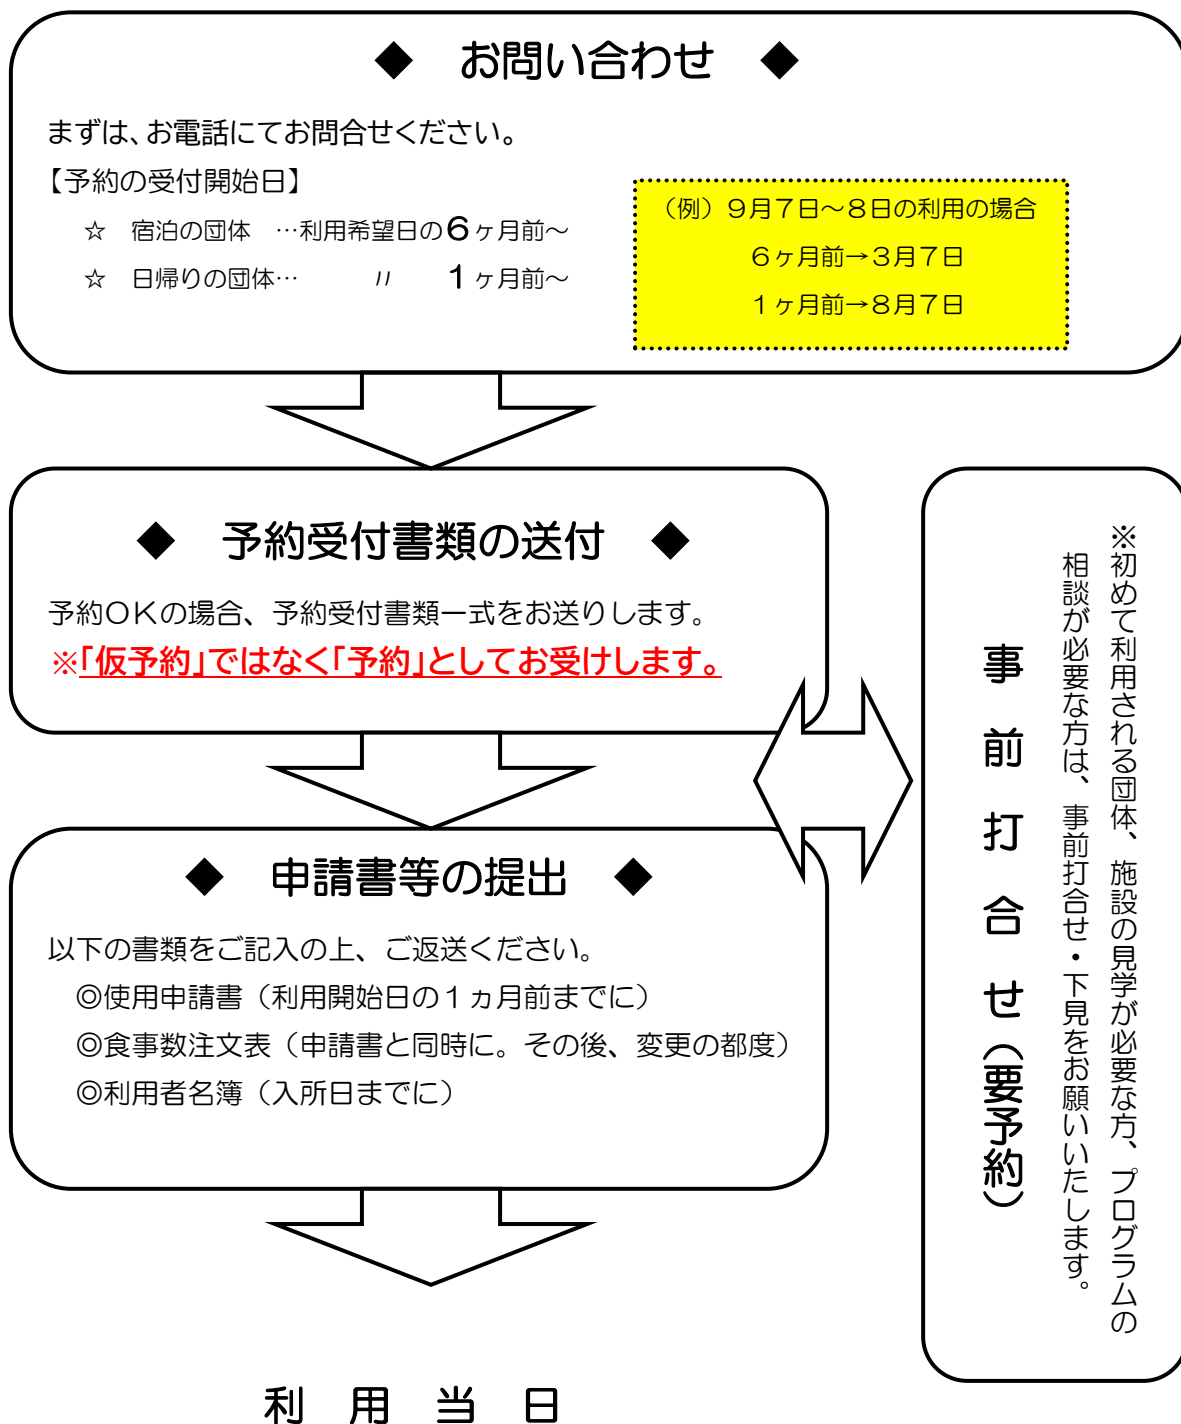 ◆ お問い合わせ ◆
まずは、お電話にてお問合せください。
【予約の受付開始日】
☆ 宿泊の団体 …利用希望日の６ヶ月前～
☆ 日帰りの団体… 〃 １ヶ月前～
（例）９月７日～８日の利用の場合
６ヶ月前→３月７日
１ヶ月前→８月７日
◆ 予約受付書類の送付 ◆
予約ＯＫの場合、予約受付書類一式をお送りします。
※「仮予約」ではなく「予約」としてお受けします。
◆ 申請書等の提出 ◆
以下の書類をご記入の上、ご返送ください。
◎使用申請書（利用開始日の１ヵ月前までに）
◎食事数注文表（申請書と同時に。その後、変更の都度）
◎利用者名簿（入所日までに）
※初めて利用される団体、施設の見学が必要な方、プログラムの
相談が必要な方は、事前打合せ・下見をお願いいたします。
事前打合せ（要予約）
利用当日